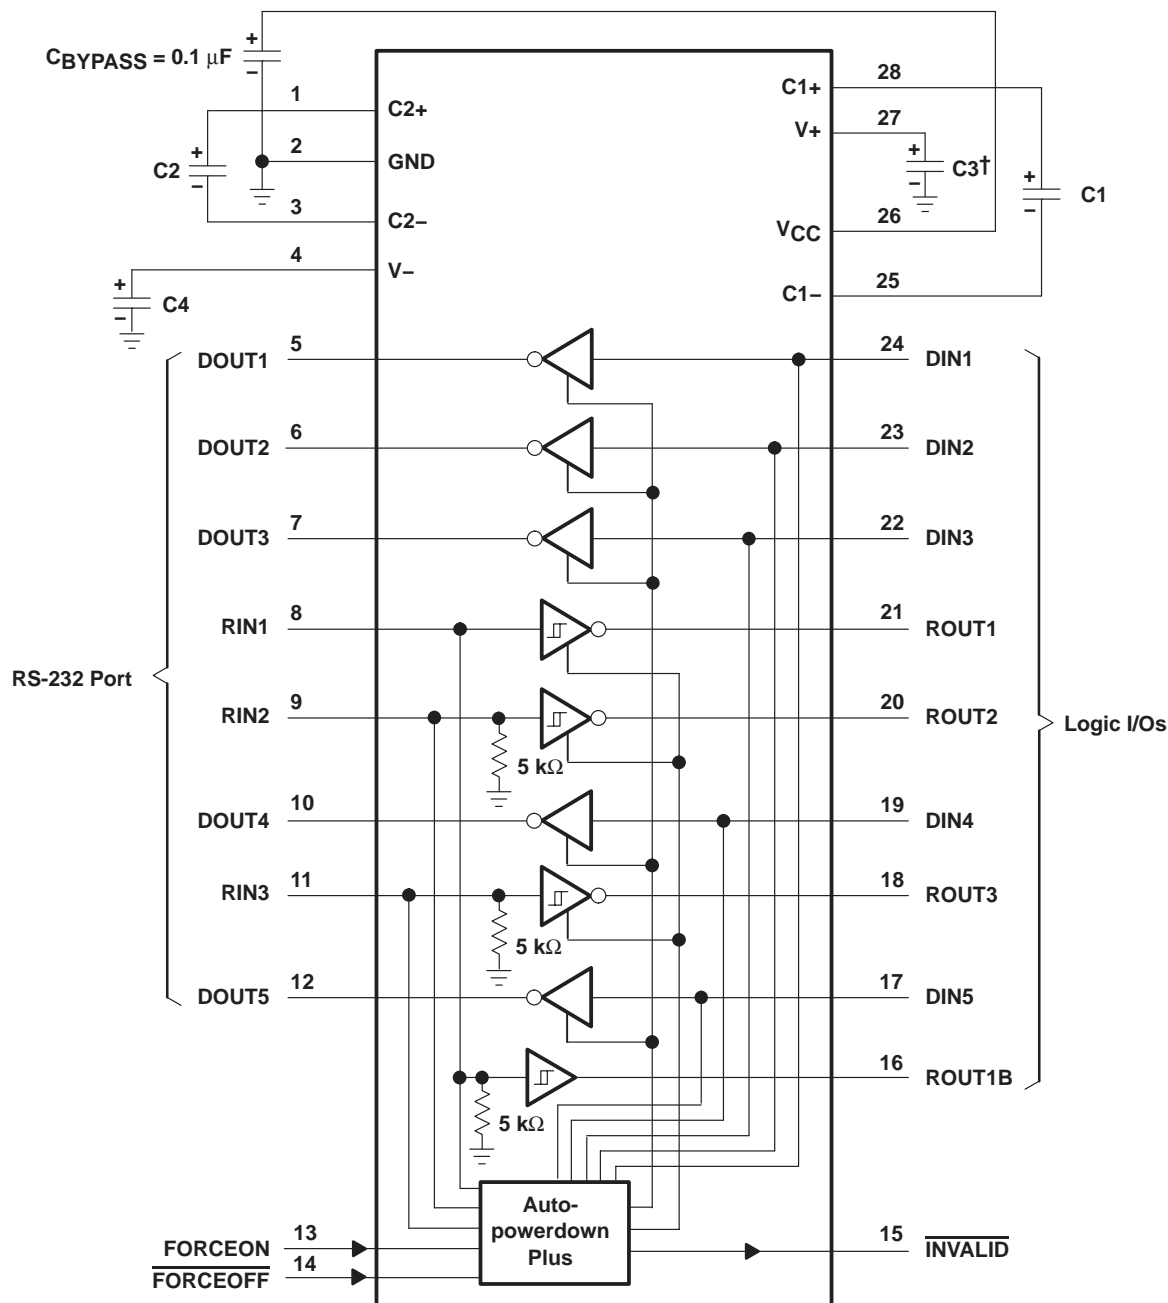 CBYPASS = 0.1 μF
+
−
1
C2+
2
GND
C2
+
−
3
C2−
4
V−
+
−
C4
C1+
28
V+
27
+
−
C3†
+
−
C1
VCC
26
C1−
25
DOUT1
5
24
DIN1
DOUT2
6
23
DIN2
DOUT3
7
22
DIN3
RIN1
8
21
ROUT1
RS-232 Port
RIN2
9
20
ROUT2
Logic I/Os
5 kΩ
DOUT4
10
19
DIN4
RIN3
11
18
ROUT3
5 kΩ
DOUT5
12
17
DIN5
16
ROUT1B
5 kΩ
Auto-
powerdown
Plus
FORCEON
13
FORCEOFF
14
15
INVALID